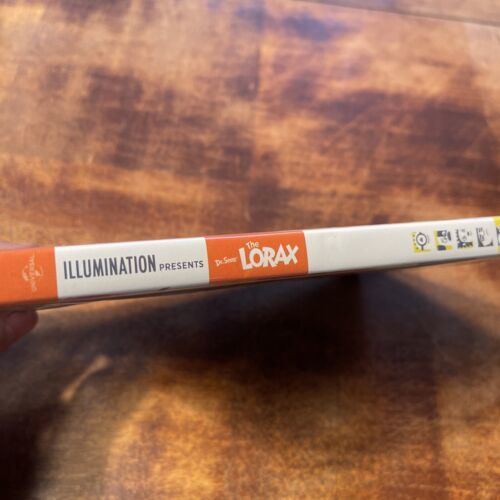 UNIVERSAL
ILLUMINATION PRESENTS
Dr. Seuss'
The
LORAX